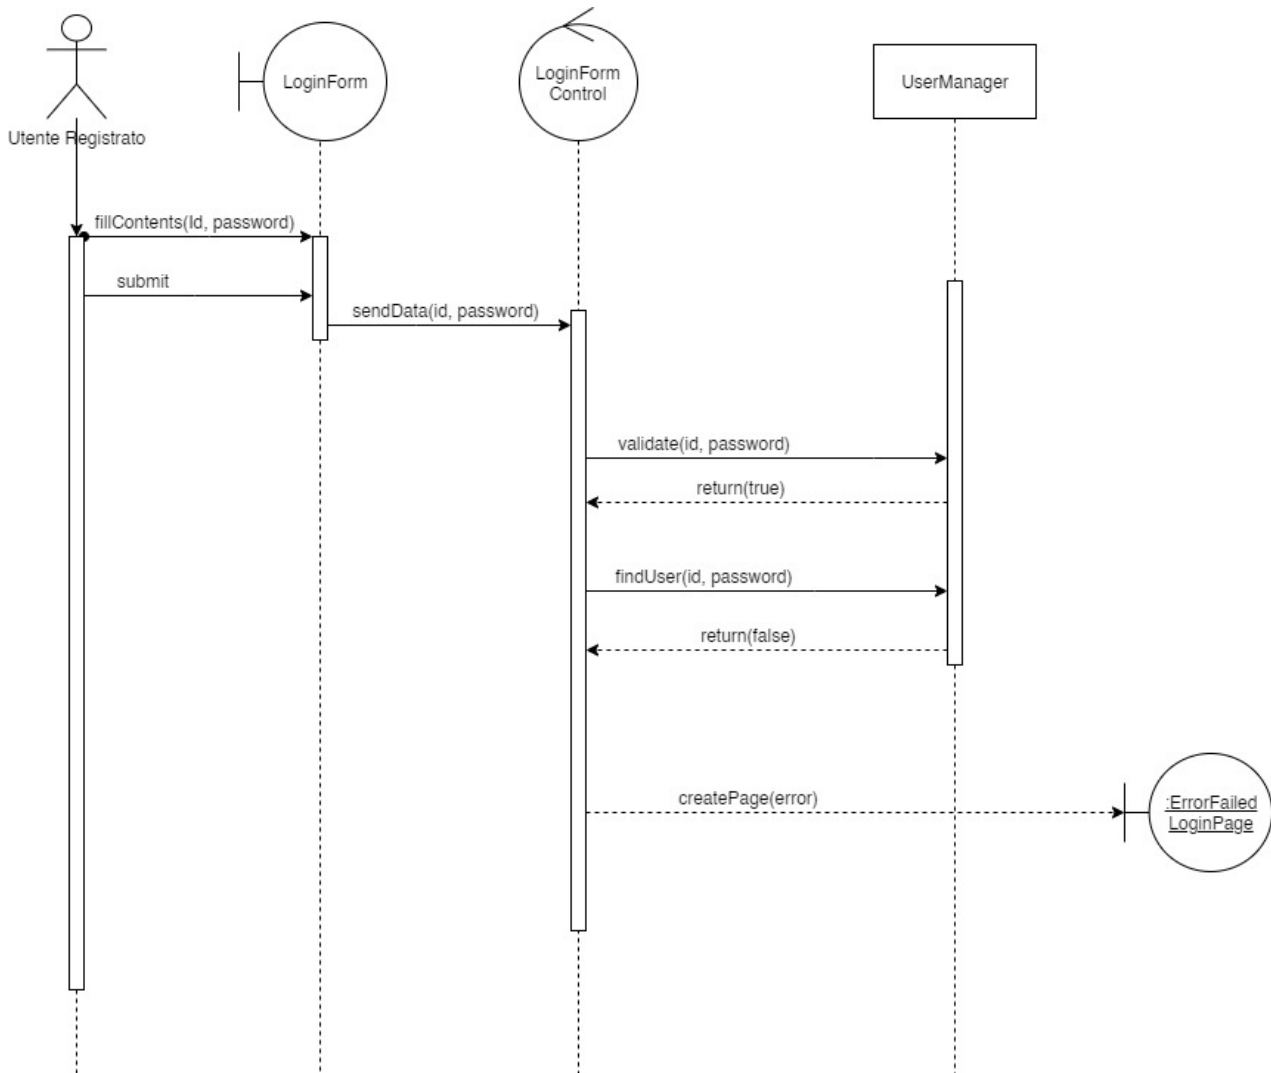 LoginForm
LoginForm
Control
UserManager
Utente Registrato
fillContents(Id, password)
submit
sendData(id, password)
validate(id, password)
return(true)
findUser(id, password)
return(false)
createPage(error)
:ErrorFailed
LoginPage